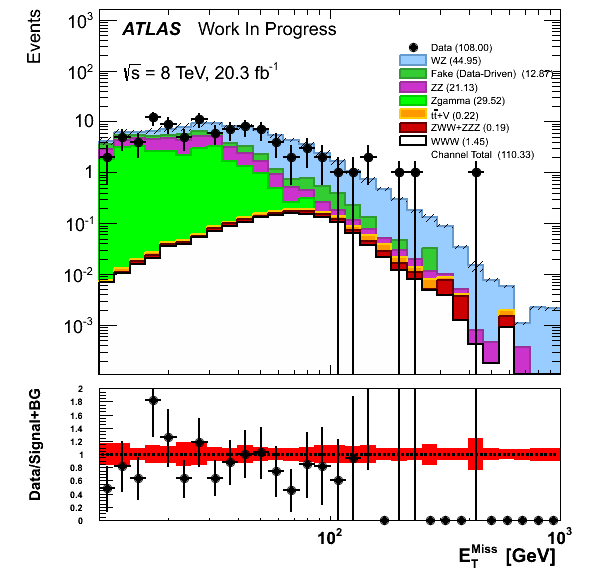 Events
10³
10²
10
1
10⁻¹
10⁻²
10⁻³
ATLAS Work In Progress
√s = 8 TeV, 20.3 fb⁻¹
Data (108.00)
WZ (44.95)
Fake (Data-Driven) (12.87)
ZZ (21.13)
Zgamma (29.52)
tt̄+V (0.22)
ZWW+ZZZ (0.19)
WWW (1.45)
Channel Total (110.33)
Data/Signal+BG
2
1.8
1.6
1.4
1.2
1
0.8
0.6
0.4
0.2
0
10²
10³
E_T^Miss [GeV]